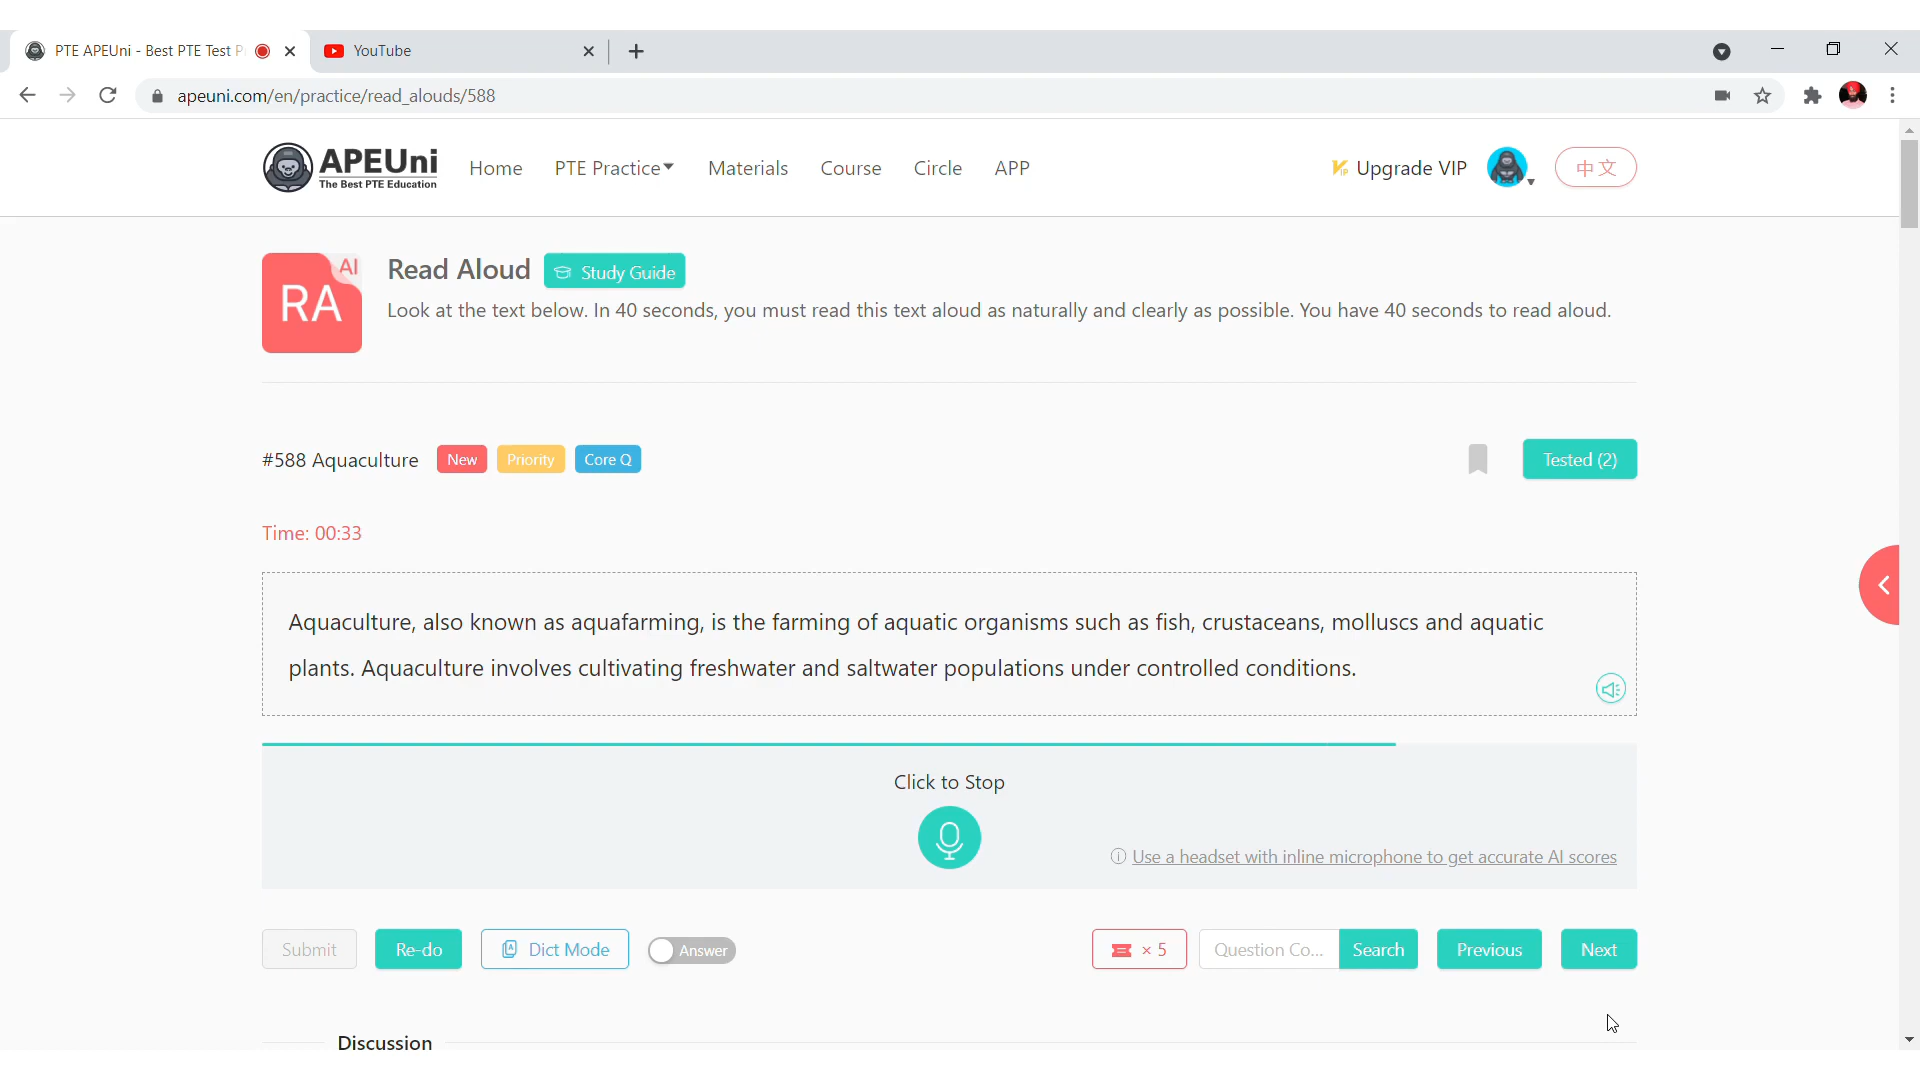 PTE APEUni - Best PTE Test P
YouTube
apeuni.com/en/practice/read_alouds/588
APEUni
The Best PTE Education
Home
PTE Practice
Materials
Course
Circle
APP
Upgrade VIP
中文
RA
AI
Read Aloud
Study Guide
Look at the text below. In 40 seconds, you must read this text aloud as naturally and clearly as possible. You have 40 seconds to read aloud.
#588 Aquaculture
New
Priority
Core Q
Tested (2)
Time: 00:33
Aquaculture, also known as aquafarming, is the farming of aquatic organisms such as fish, crustaceans, molluscs and aquatic
plants. Aquaculture involves cultivating freshwater and saltwater populations under controlled conditions.
Click to Stop
Use a headset with inline microphone to get accurate AI scores
Submit
Re-do
Dict Mode
Answer
× 5
Question Co...
Search
Previous
Next
Discussion